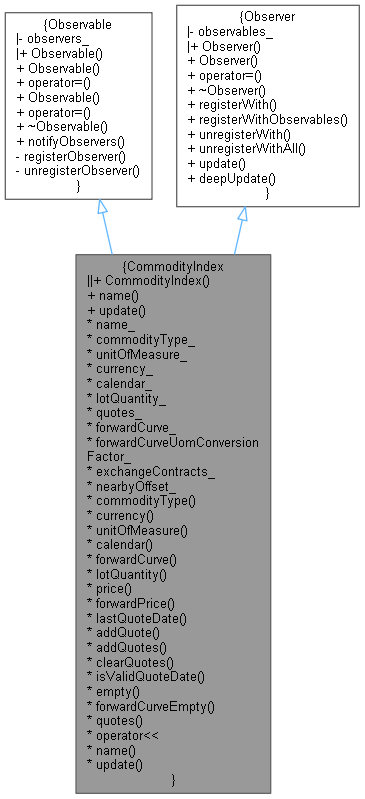 {Observable
|- observers_
|+ Observable()
+ Observable()
+ operator=()
+ Observable()
+ operator=()
+ ~Observable()
+ notifyObservers()
- registerObserver()
- unregisterObserver()
}
{Observer
|- observables_
|+ Observer()
+ Observer()
+ operator=()
+ ~Observer()
+ registerWith()
+ registerWithObservables()
+ unregisterWith()
+ unregisterWithAll()
+ update()
+ deepUpdate()
}
{CommodityIndex
||+ CommodityIndex()
+ name()
+ update()
* name_
* commodityType_
* unitOfMeasure_
* currency_
* calendar_
* lotQuantity_
* quotes_
* forwardCurve_
* forwardCurveUomConversion
Factor_
* exchangeContracts_
* nearbyOffset_
* commodityType()
* currency()
* unitOfMeasure()
* calendar()
* forwardCurve()
* lotQuantity()
* price()
* forwardPrice()
* lastQuoteDate()
* addQuote()
* addQuotes()
* clearQuotes()
* isValidQuoteDate()
* empty()
* forwardCurveEmpty()
* quotes()
* operator<<
* name()
* update()
}